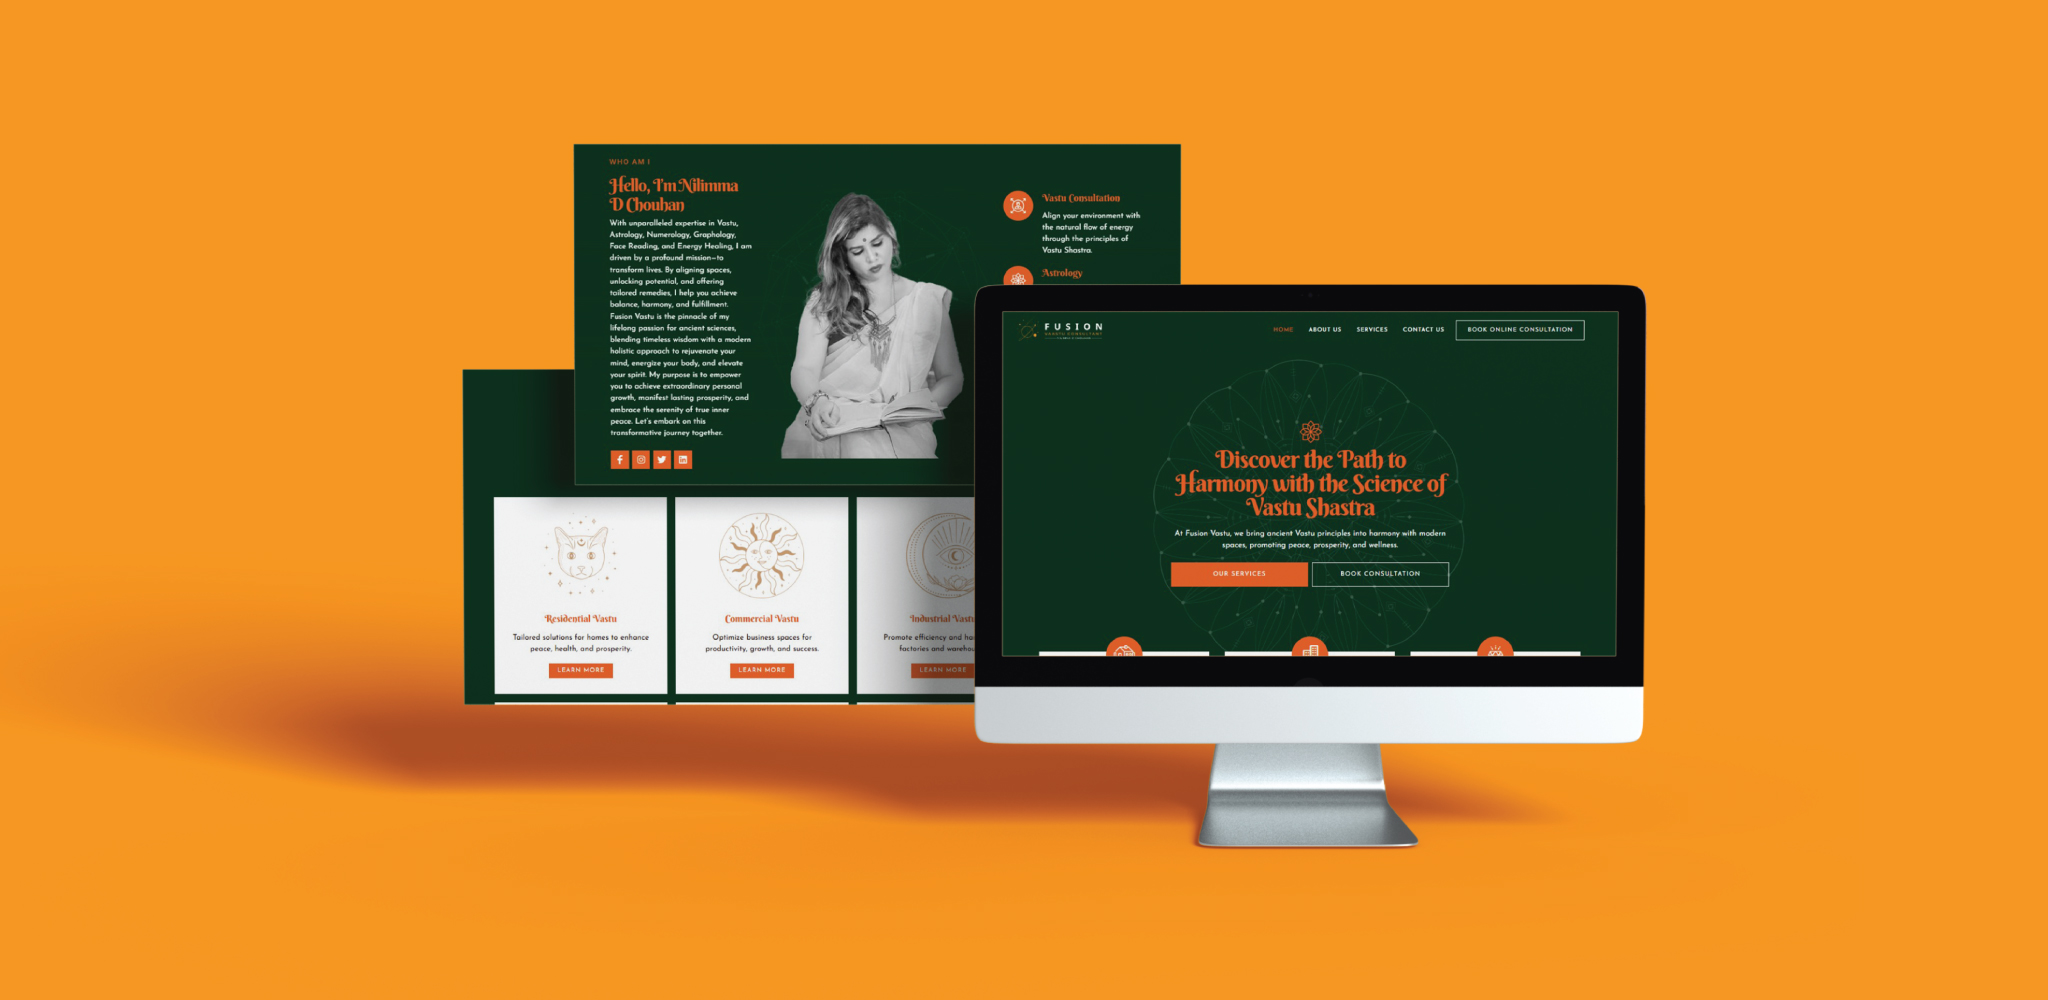 WHO AM I
Hello, I'm Nilimma
D Chouhan
With unparalleled expertise in Vastu,
Astrology, Numerology, Graphology,
Face Reading, and Energy Healing, I am
driven by a profound mission—to
transform lives. By aligning spaces,
unlocking potential, and offering
tailored remedies, I help you achieve
balance, harmony, and fulfillment.
Fusion Vastu is the pinnacle of my
lifelong passion for ancient sciences,
blending timeless wisdom with a modern
holistic approach to rejuvenate your
mind, energize your body, and elevate
your spirit. My purpose is to empower
you to achieve extraordinary personal
growth, manifest lasting prosperity, and
embrace the serenity of true inner
peace. Let's embark on this
transformative journey together.
Vastu Consultation
Align your environment with
the natural flow of energy
through the principles of
Vastu Shastra.
Astrology
Residential Vastu
Tailored solutions for homes to enhance
peace, health, and prosperity.
LEARN MORE
Commercial Vastu
Optimize business spaces for
productivity, growth, and success.
LEARN MORE
Industrial Vastu
Promote efficiency and
factories and
LEARN MORE
FUSION
VAASTU CONSULTANT
HOME
ABOUT US
SERVICES
CONTACT US
BOOK ONLINE CONSULTATION
Discover the Path to
Harmony with the Science of
Vastu Shastra
At Fusion Vastu, we bring ancient Vastu principles into harmony with modern
spaces, promoting peace, prosperity, and wellness.
OUR SERVICES
BOOK CONSULTATION